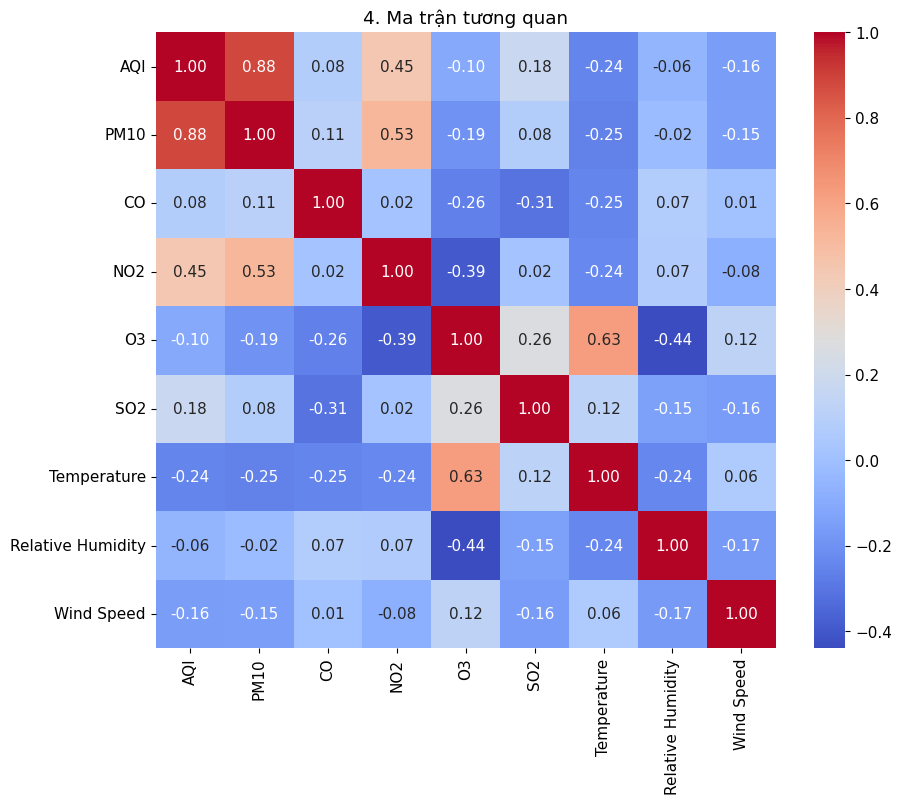 4. Ma trận tương quan
AQI 1.00 0.88 0.08 0.45 -0.10 0.18 -0.24 -0.06 -0.16
PM10 0.88 1.00 0.11 0.53 -0.19 0.08 -0.25 -0.02 -0.15
CO 0.08 0.11 1.00 0.02 -0.26 -0.31 -0.25 0.07 0.01
NO2 0.45 0.53 0.02 1.00 -0.39 0.02 -0.24 0.07 -0.08
O3 -0.10 -0.19 -0.26 -0.39 1.00 0.26 0.63 -0.44 0.12
SO2 0.18 0.08 -0.31 0.02 0.26 1.00 0.12 -0.15 -0.16
Temperature -0.24 -0.25 -0.25 -0.24 0.63 0.12 1.00 -0.24 0.06
Relative Humidity -0.06 -0.02 0.07 0.07 -0.44 -0.15 -0.24 1.00 -0.17
Wind Speed -0.16 -0.15 0.01 -0.08 0.12 -0.16 0.06 -0.17 1.00
AQI
PM10
CO
NO2
O3
SO2
Temperature
Relative Humidity
Wind Speed
1.0
0.8
0.6
0.4
0.2
0.0
−0.2
−0.4